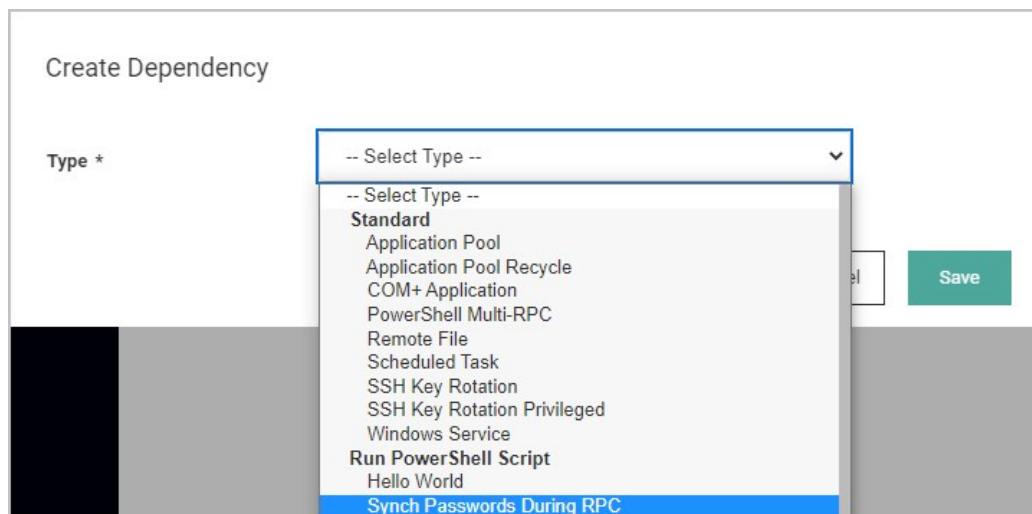 Create Dependency
Type *
-- Select Type --
-- Select Type --
Standard
Application Pool
Application Pool Recycle
COM+ Application
PowerShell Multi-RPC
Remote File
Scheduled Task
SSH Key Rotation
SSH Key Rotation Privileged
Windows Service
Run PowerShell Script
Hello World
Synch Passwords During RPC
Save